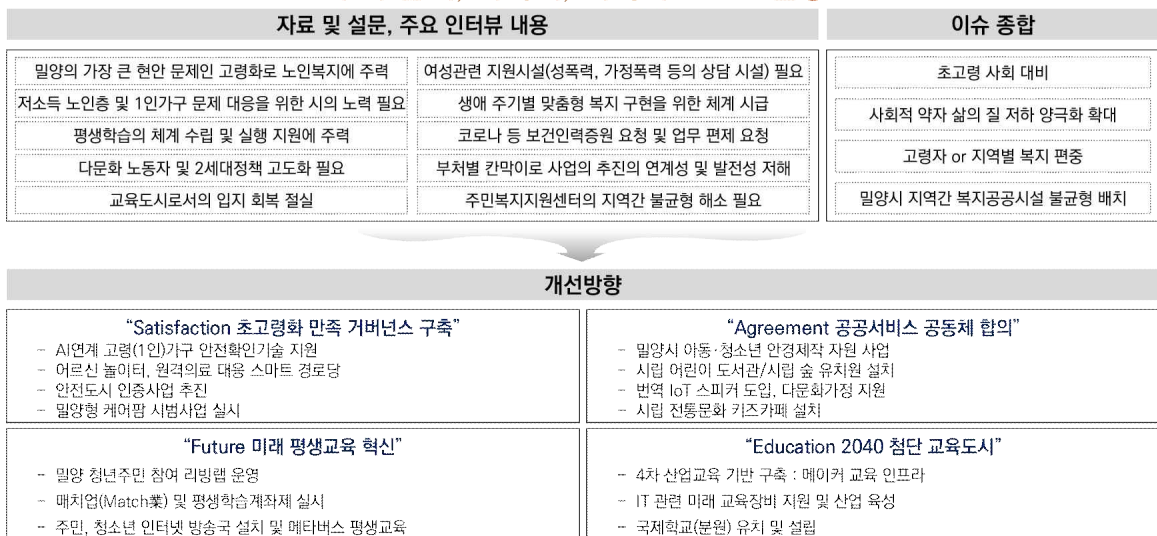 자료 및 설문, 주요 인터뷰 내용
이슈 종합
밀양의 가장 큰 현안 문제인 고령화로 노인복지에 주력
여성관련 지원시설(성폭력, 가정폭력 등의 상담 시설) 필요
초고령 사회 대비
저소득 노인층 및 1인가구 문제 대응을 위한 시의 노력 필요
생애 주기별 맞춤형 복지 구현을 위한 체계 시급
사회적 약자 삶의 질 저하 양극화 확대
평생학습의 체계 수립 및 실행 지원에 주력
코로나 등 보건인력증원 요청 및 업무 편제 요청
고령자 or 지역별 복지 편중
다문화 노동자 및 2세대정책 고도화 필요
부처별 칸막이로 사업의 추진의 연계성 및 발전성 저해
밀양시 지역간 복지공공시설 불균형 배치
교육도시로서의 입지 회복 절실
주민복지지원센터의 지역간 불균형 해소 필요
개선방향
“Satisfaction 초고령화 만족 거버넌스 구축”
- AI연계 고령(1인)가구 안전확인기술 지원
- 어르신 놀이터, 원격의료 대응 스마트 경로당
- 안전도시 인증사업 추진
- 밀양형 케어팜 시범사업 실시
“Agreement 공공서비스 공동체 합의”
- 밀양시 아동·청소년 안경제작 지원 사업
- 시립 어린이 도서관/시립 숲 유치원 설치
- 번역 IoT 스피커 도입, 다문화가정 지원
- 시립 전통문화 키즈카페 설치
“Future 미래 평생교육 혁신”
- 밀양 청년주민 참여 리빙랩 운영
- 매치업(Match業) 및 평생학습계좌제 실시
- 주민, 청소년 인터넷 방송국 설치 및 메타버스 평생교육
“Education 2040 첨단 교육도시”
- 4차 산업교육 기반 구축 : 메이커 교육 인프라
- IT 관련 미래 교육장비 지원 및 산업 육성
- 국제학교(분원) 유치 및 설립